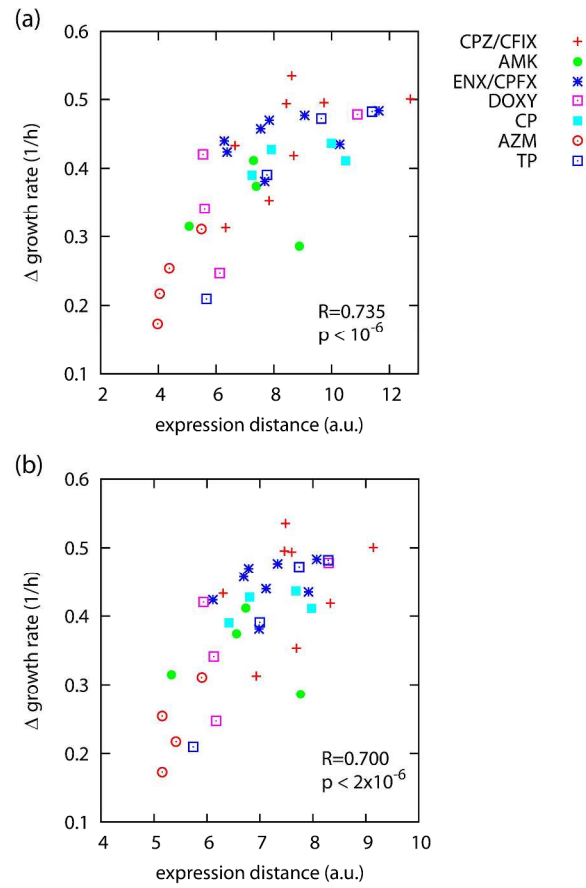 (a)
0.6
0.5
0.4
0.3
0.2
0.1
Δ growth rate (1/h)
R=0.735
p < 10⁻⁶
2 4 6 8 10 12
expression distance (a.u.)
CPZ/CFIX
AMK
ENX/CPFX
DOXY
CP
AZM
TP
(b)
0.6
0.5
0.4
0.3
0.2
0.1
Δ growth rate (1/h)
R=0.700
p < 2x10⁻⁶
4 5 6 7 8 9 10
expression distance (a.u.)